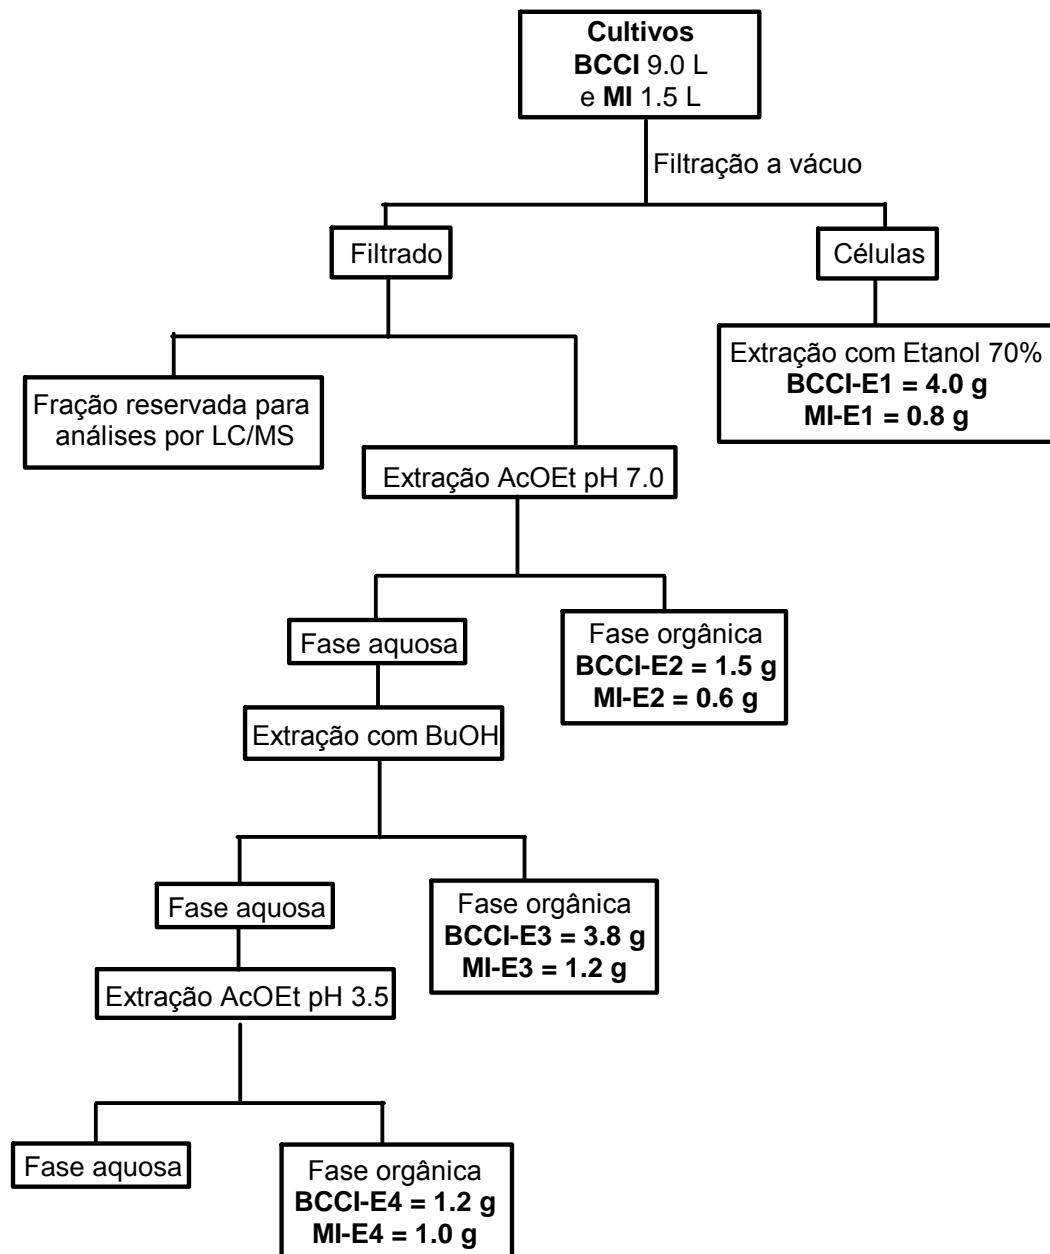 Cultivos
BCCI 9.0 L
e MI 1.5 L
Filtração a vácuo
Filtrado
Células
Fração reservada para
análises por LC/MS
Extração com Etanol 70%
BCCI-E1 = 4.0 g
MI-E1 = 0.8 g
Extração AcOEt pH 7.0
Fase aquosa
Fase orgânica
BCCI-E2 = 1.5 g
MI-E2 = 0.6 g
Extração com BuOH
Fase aquosa
Fase orgânica
BCCI-E3 = 3.8 g
MI-E3 = 1.2 g
Extração AcOEt pH 3.5
Fase aquosa
Fase orgânica
BCCI-E4 = 1.2 g
MI-E4 = 1.0 g